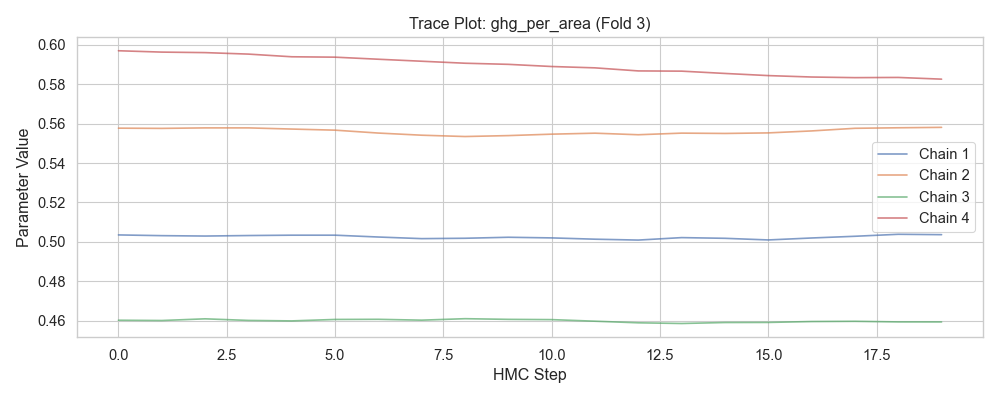 Trace Plot: ghg_per_area (Fold 3)
Parameter Value
0.60
0.58
0.56
0.54
0.52
0.50
0.48
0.46
Chain 1
Chain 2
Chain 3
Chain 4
0.0 2.5 5.0 7.5 10.0 12.5 15.0 17.5
HMC Step